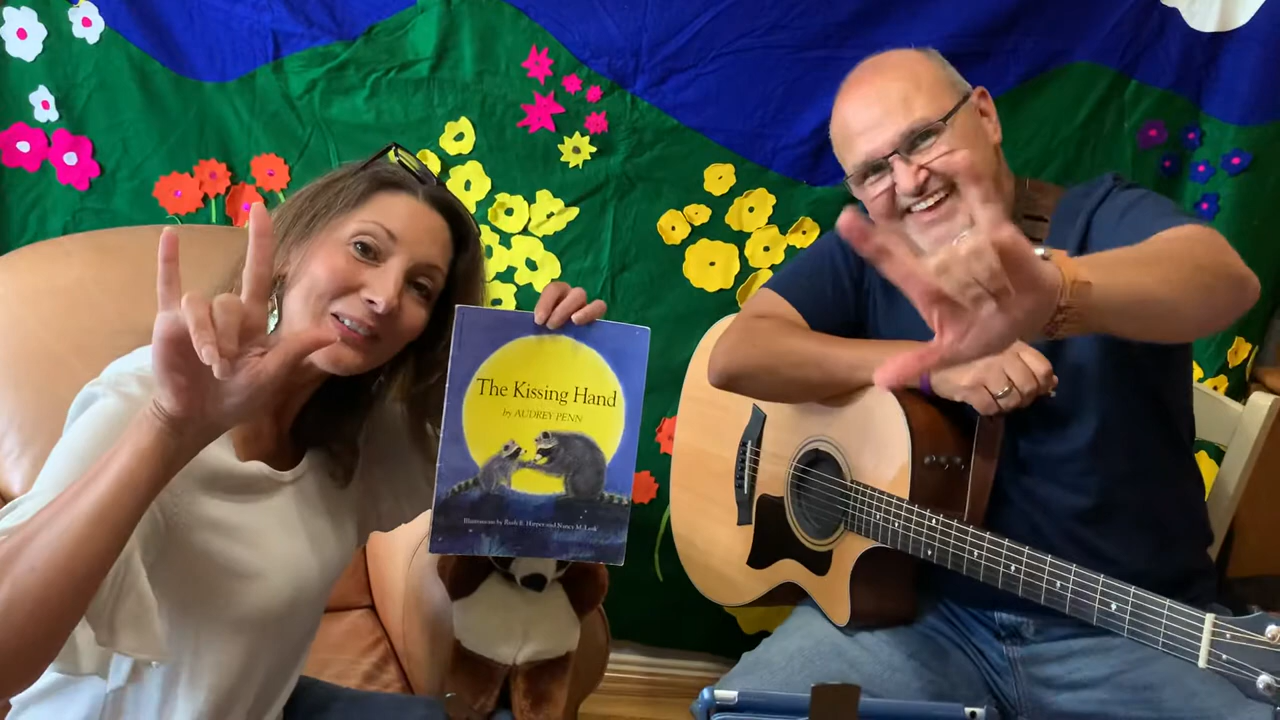 The Kissing Hand
by AUDREY PENN
Illustrations by Ruth E. Harper and Nancy M. Leak